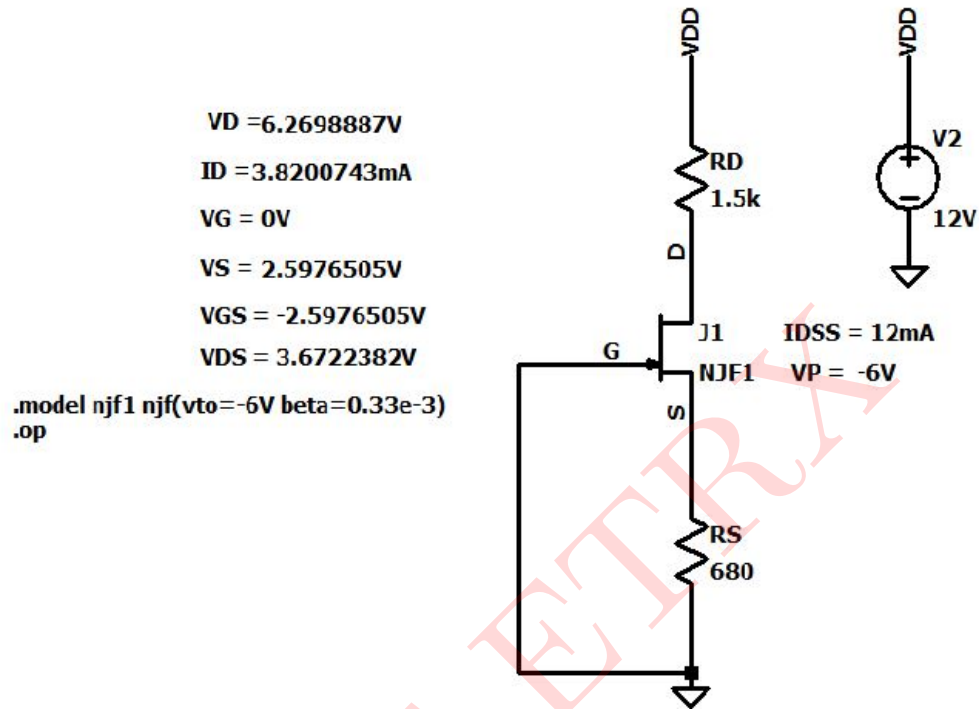 VDD
VDD
VD =6.2698887V
ID =3.8200743mA
VG = 0V
VS = 2.5976505V
VGS = -2.5976505V
VDS = 3.6722382V
.model njf1 njf(vto=-6V beta=0.33e-3)
.op
RD
1.5k
V2
12V
D
J1
NJF1
G
S
IDSS = 12mA
VP = -6V
RS
680
ETRX